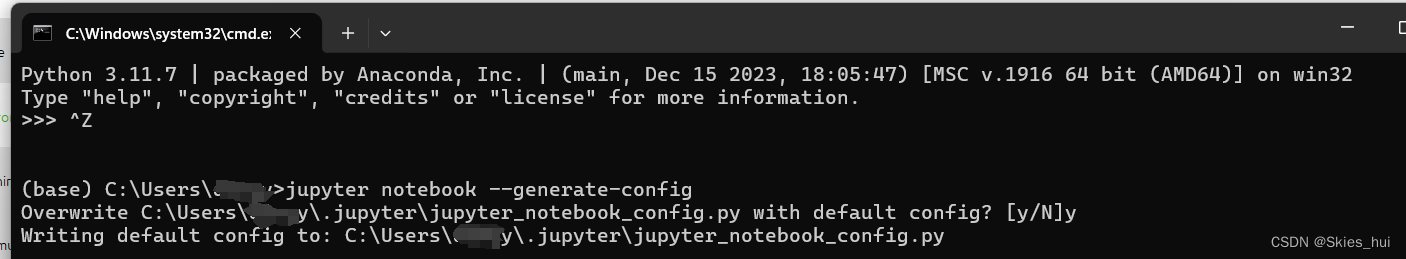 C:\Windows\system32\cmd.ex
Python 3.11.7 | packaged by Anaconda, Inc. | (main, Dec 15 2023, 18:05:47) [MSC v.1916 64 bit (AMD64)] on win32
Type "help", "copyright", "credits" or "license" for more information.
>>> ^Z
(base) C:\Users\ y>jupyter notebook --generate-config
Overwrite C:\Users\ y\.jupyter\jupyter_notebook_config.py with default config? [y/N]y
Writing default config to: C:\Users\ y\.jupyter\jupyter_notebook_config.py
CSDN @Skies_hui